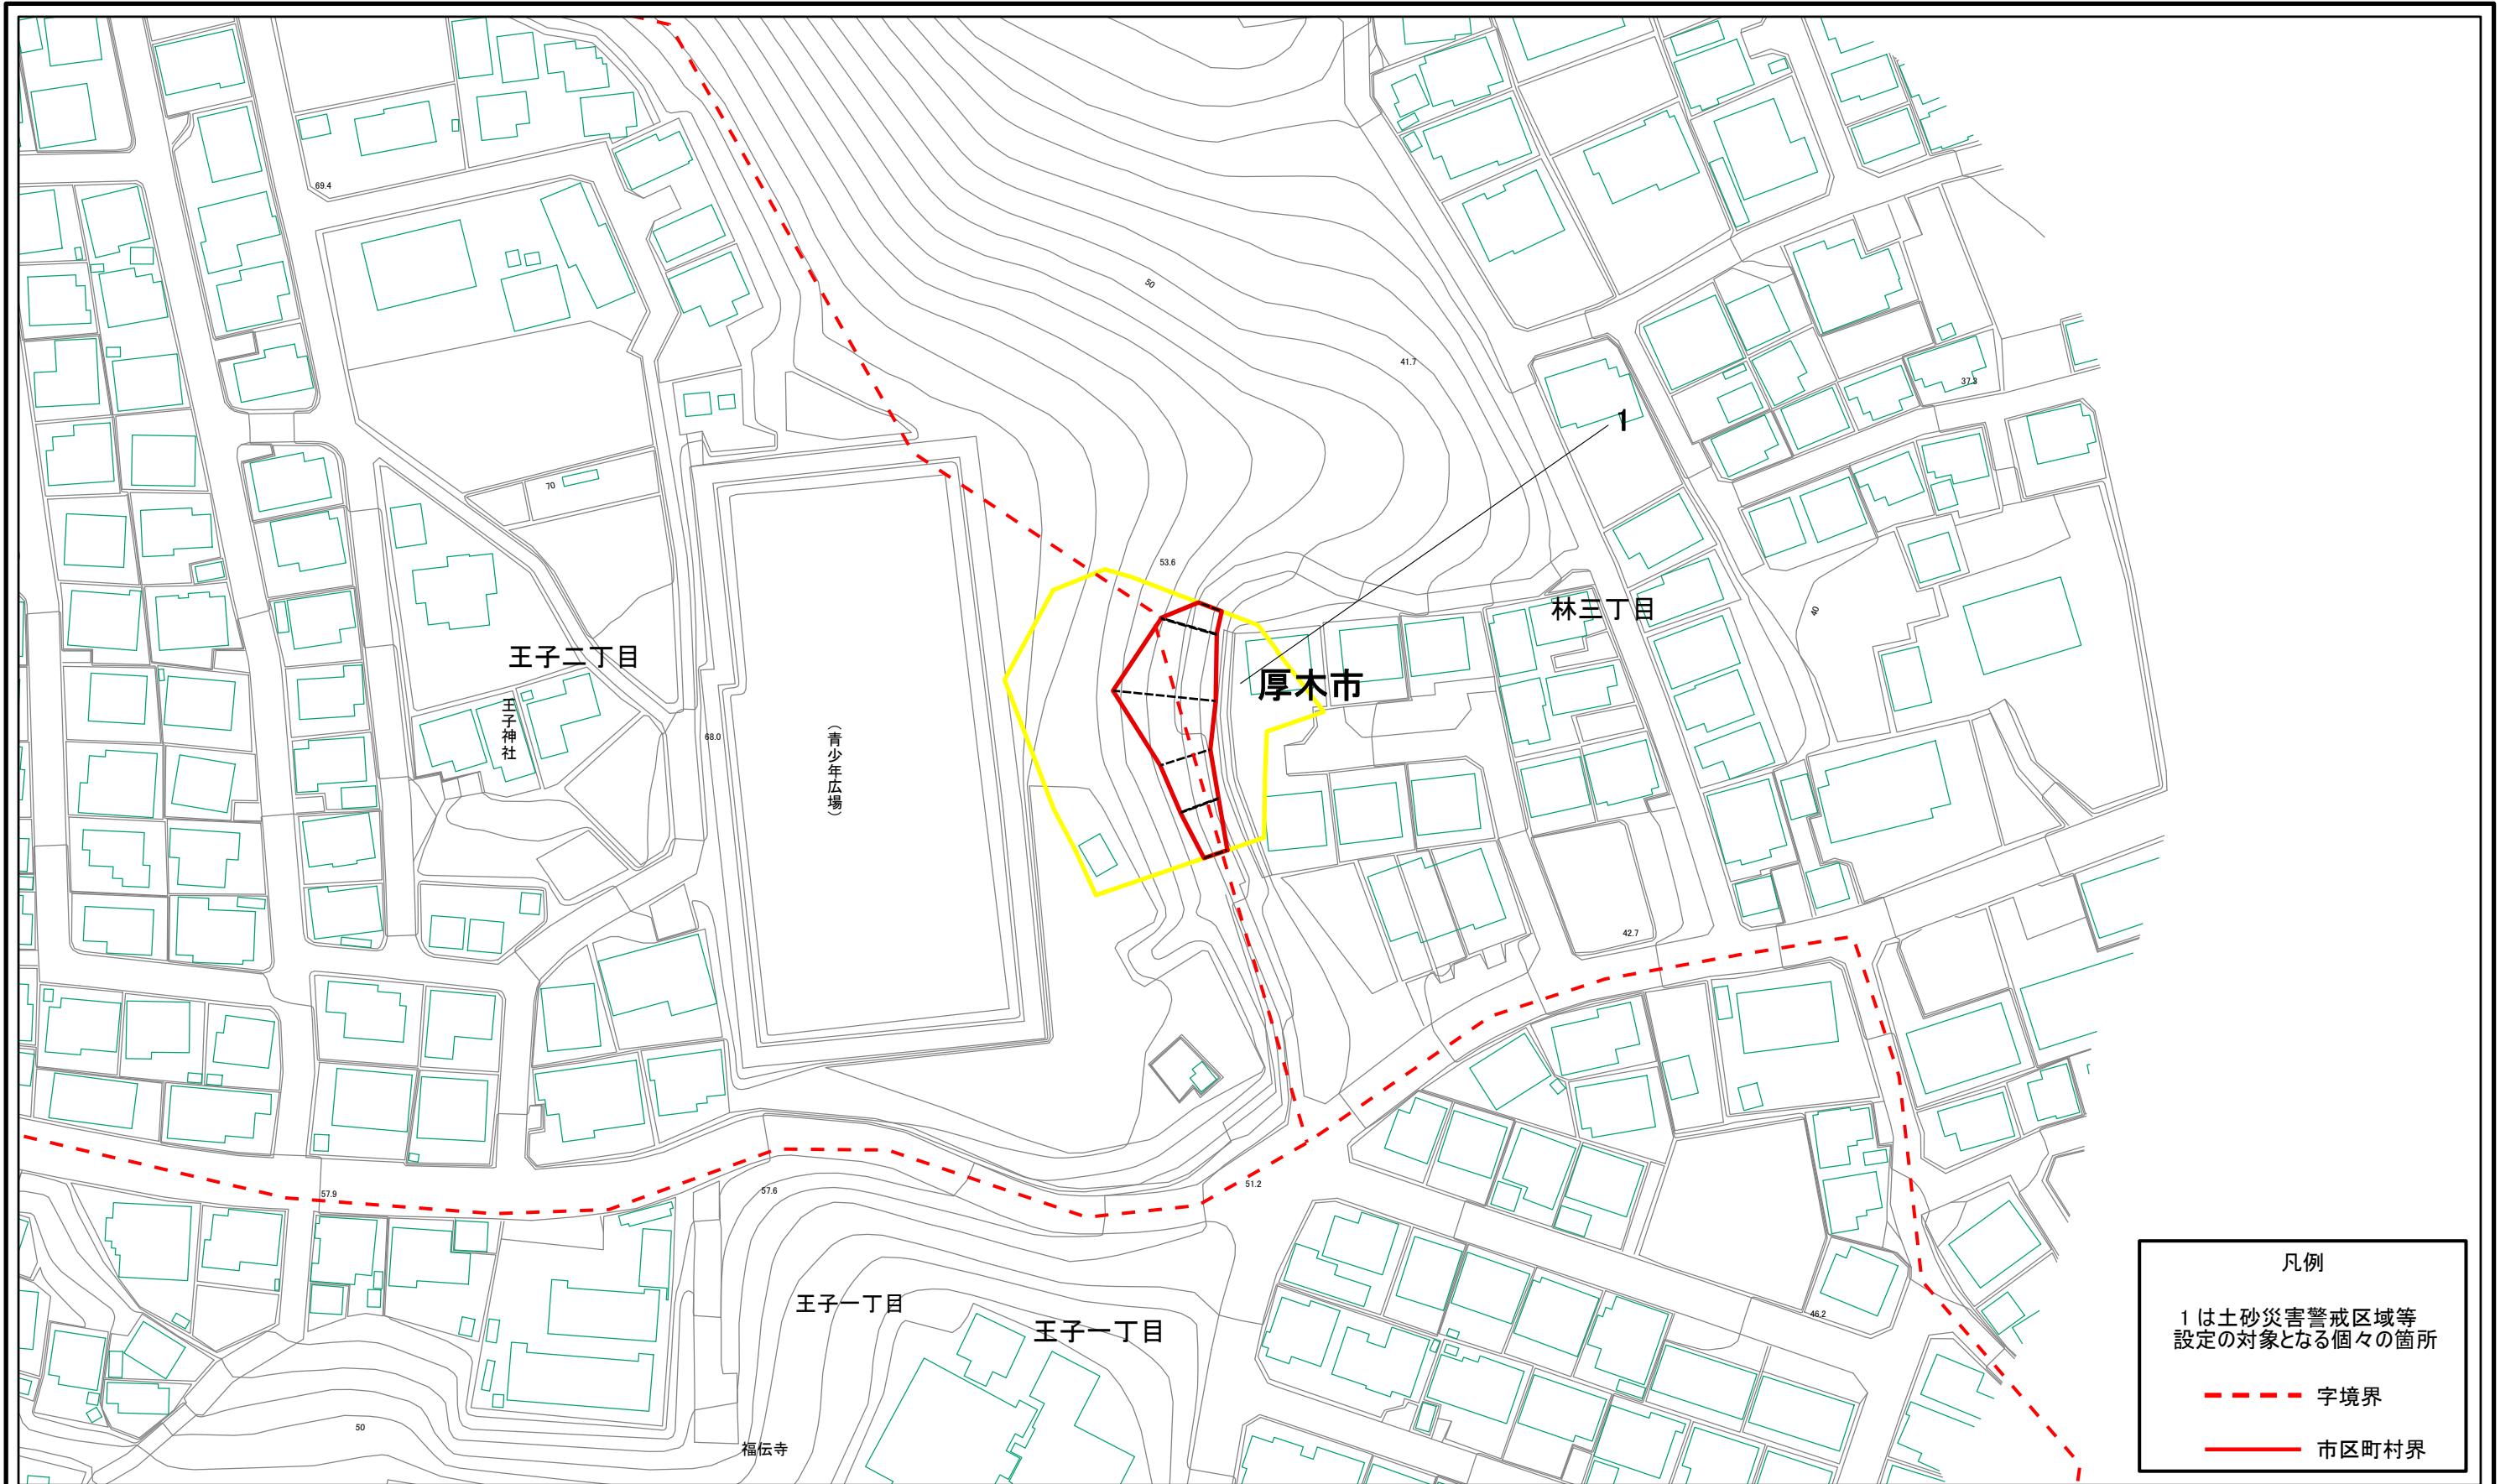 69.4
50
41.7
37.3
1
70
53.6
林三丁目
40
王子二丁目
厚木市
王子神社
68.0
(青少年広場)
42.7
57.9
57.6
51.2
王子一丁目
王子一丁目
46.2
50
福伝寺
凡例
1は土砂災害警戒区域等
設定の対象となる個々の箇所
字境界
市区町村界